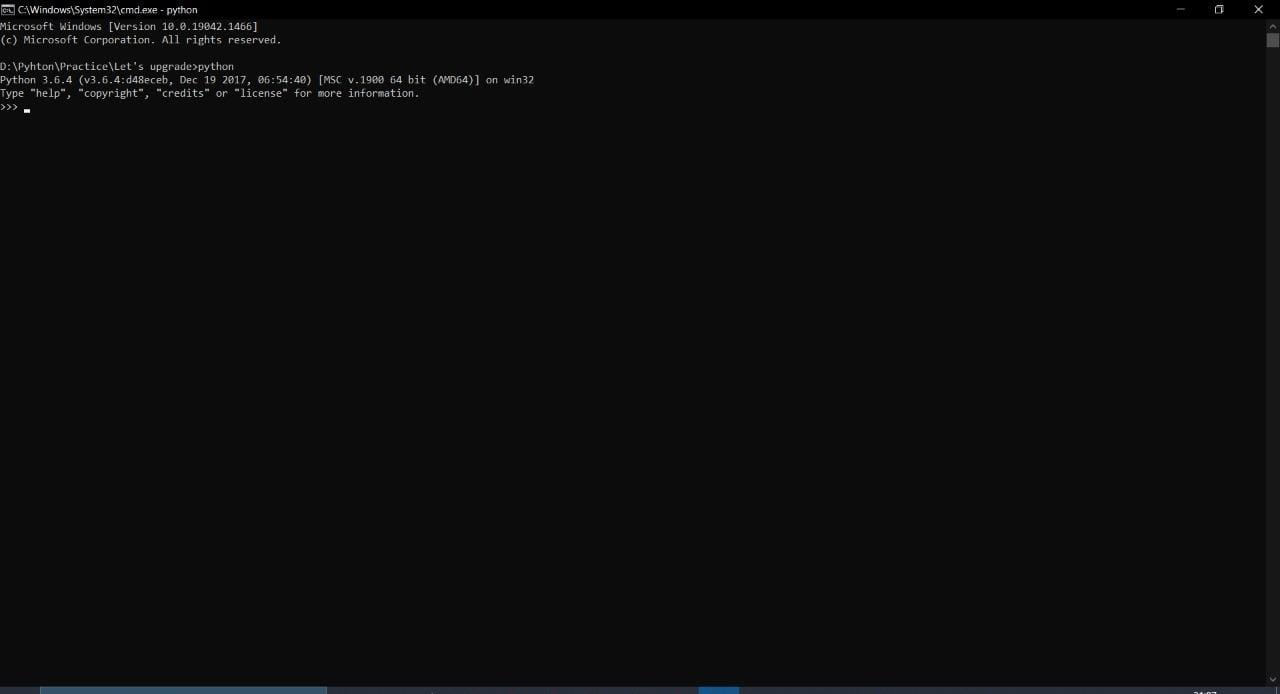 C:\Windows\System32\cmd.exe - python
Microsoft Windows [Version 10.0.19042.1466]
(c) Microsoft Corporation. All rights reserved.
D:\Pyhton\Practice\Let's upgrade>python
Python 3.6.4 (v3.6.4:d48eceb, Dec 19 2017, 06:54:40) [MSC v.1900 64 bit (AMD64)] on win32
Type "help", "copyright", "credits" or "license" for more information.
>>>